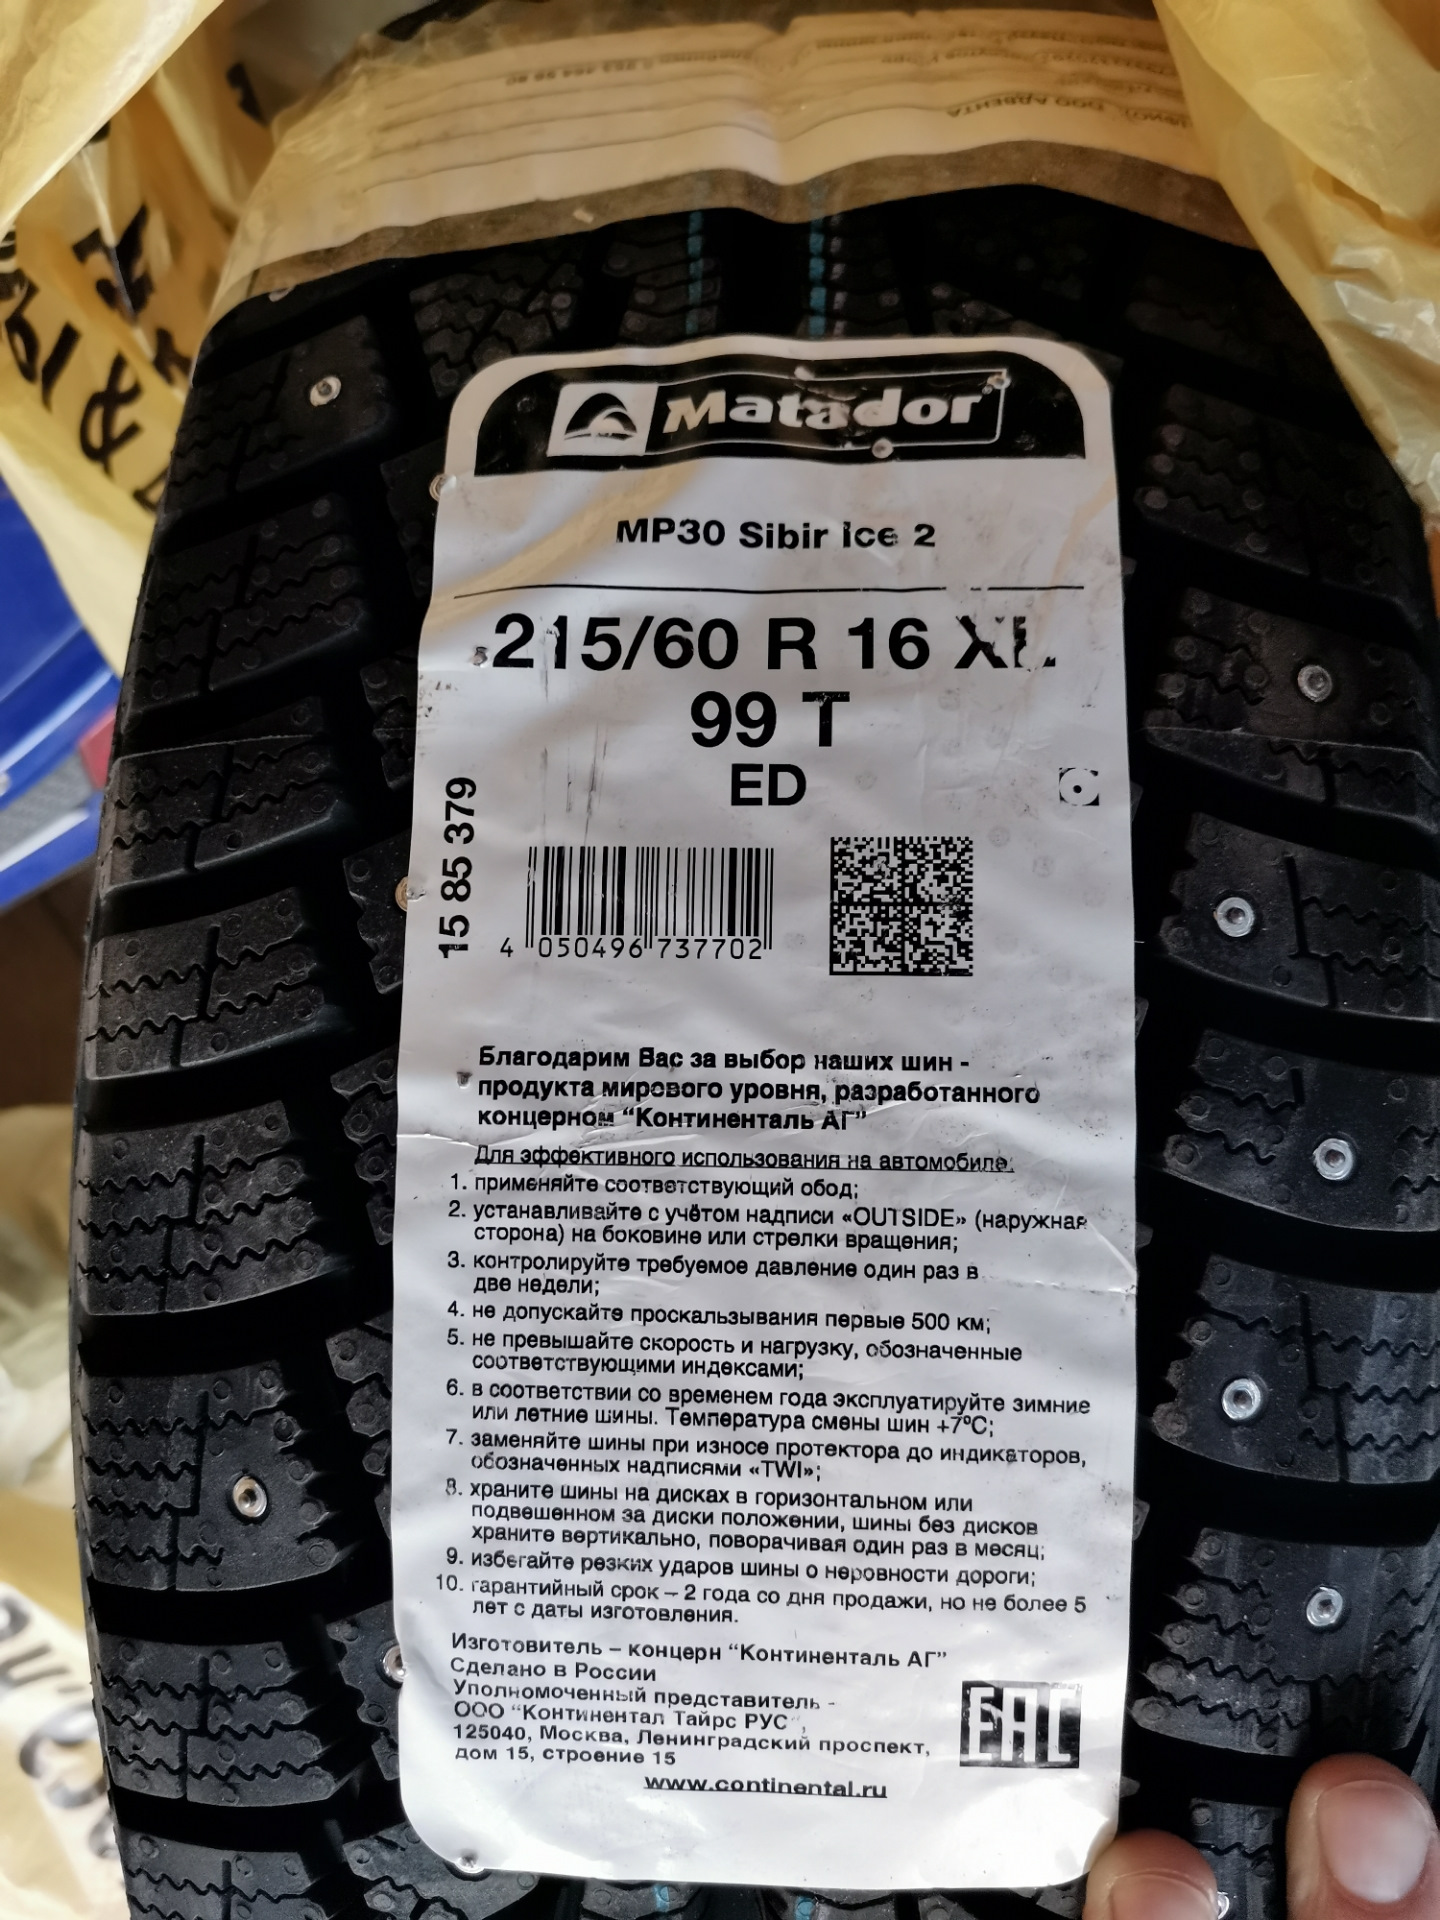 Matador
MP30 Sibir Ice 2
215/60 R 16 XL
99 T
ED
15 85 379
4 050496 737702
Благодарим Вас за выбор наших шин -
продукта мирового уровня, разработанного
концерном “Континенталь АГ”
Для эффективного использования на автомобиле:
1. применяйте соответствующий обод;
2. устанавливайте с учётом надписи «OUTSIDE» (наружная
сторона) на боковине или стрелки вращения;
3. контролируйте требуемое давление один раз в
две недели;
4. не допускайте проскальзывания первые 500 км;
5. не превышайте скорость и нагрузку, обозначенные
соответствующими индексами;
6. в соответствии со временем года эксплуатируйте зимние
или летние шины. Температура смены шин +7°C;
7. заменяйте шины при износе протектора до индикаторов,
обозначенных надписями «TWI»;
8. храните шины на дисках в горизонтальном или
подвешенном за диски положении, шины без дисков
храните вертикально, поворачивая один раз в месяц;
9. избегайте резких ударов шины о неровности дороги;
10. гарантийный срок – 2 года со дня продажи, но не более 5
лет с даты изготовления.
Изготовитель – концерн “Континенталь АГ”
Сделано в России
Уполномоченный представитель -
ООО “Континентал Тайрс РУС”,
125040, Москва, Ленинградский проспект,
дом 15, строение 15
EAC
www.continental.ru